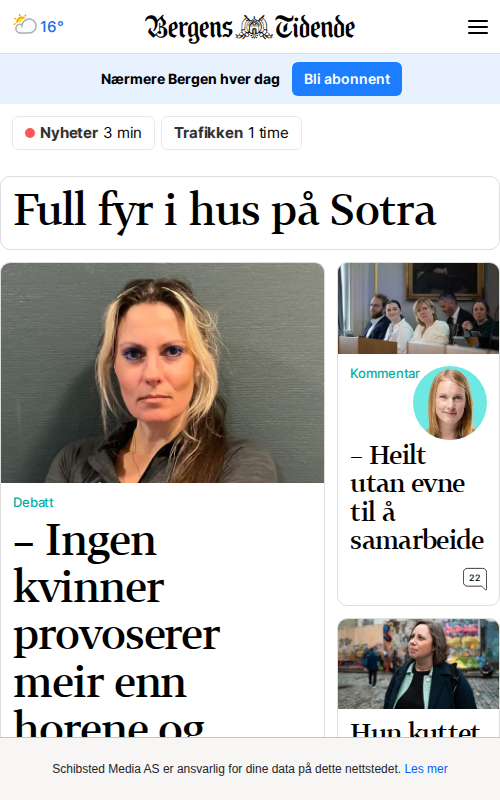 16°
Bergens Tidende
Nærmere Bergen hver dag
Bli abonnent
Nyheter 3 min
Trafikken 1 time
Full fyr i hus på Sotra
Debatt
– Ingen
kvinner
provoserer
meir enn
horene og
Kommentar
– Heilt
utan evne
til å
samarbeide
22
Hun kuttet
Schibsted Media AS er ansvarlig for dine data på dette nettstedet. Les mer